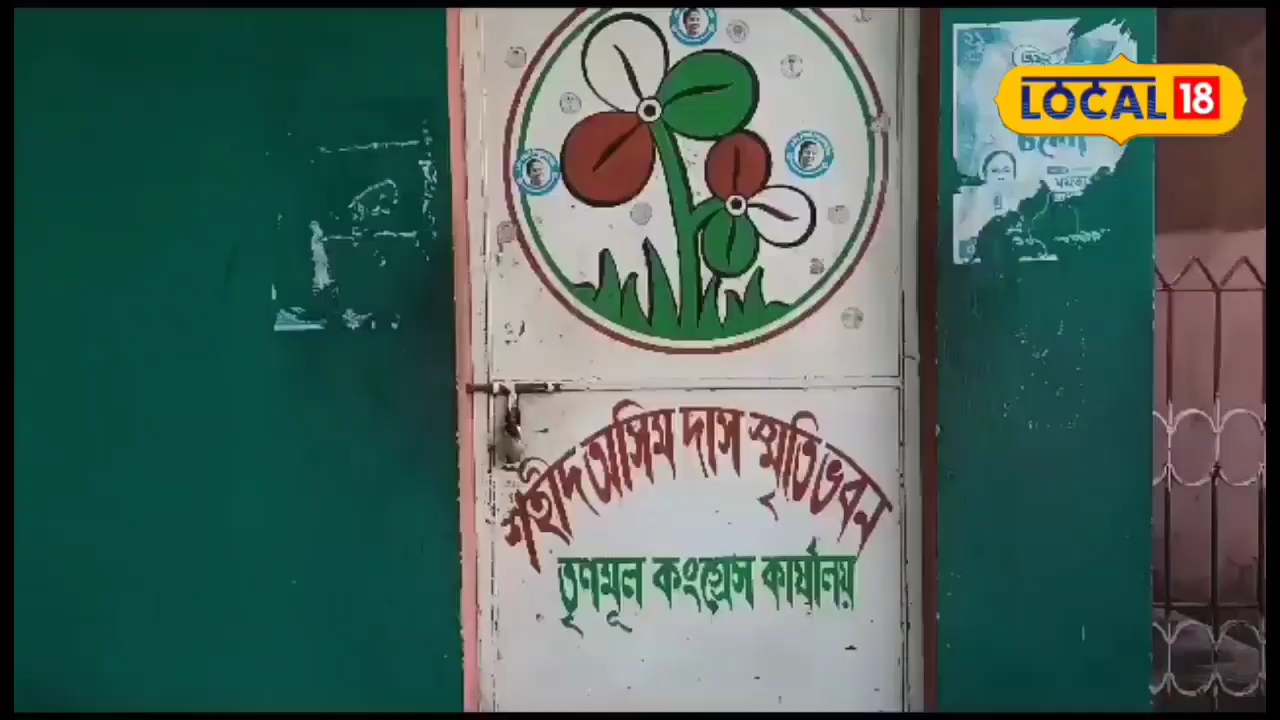 LOCAL 18
শহীদ অসিম দাস স্মৃতি ভবন
তৃণমূল কংগ্রেস কার্যালয়